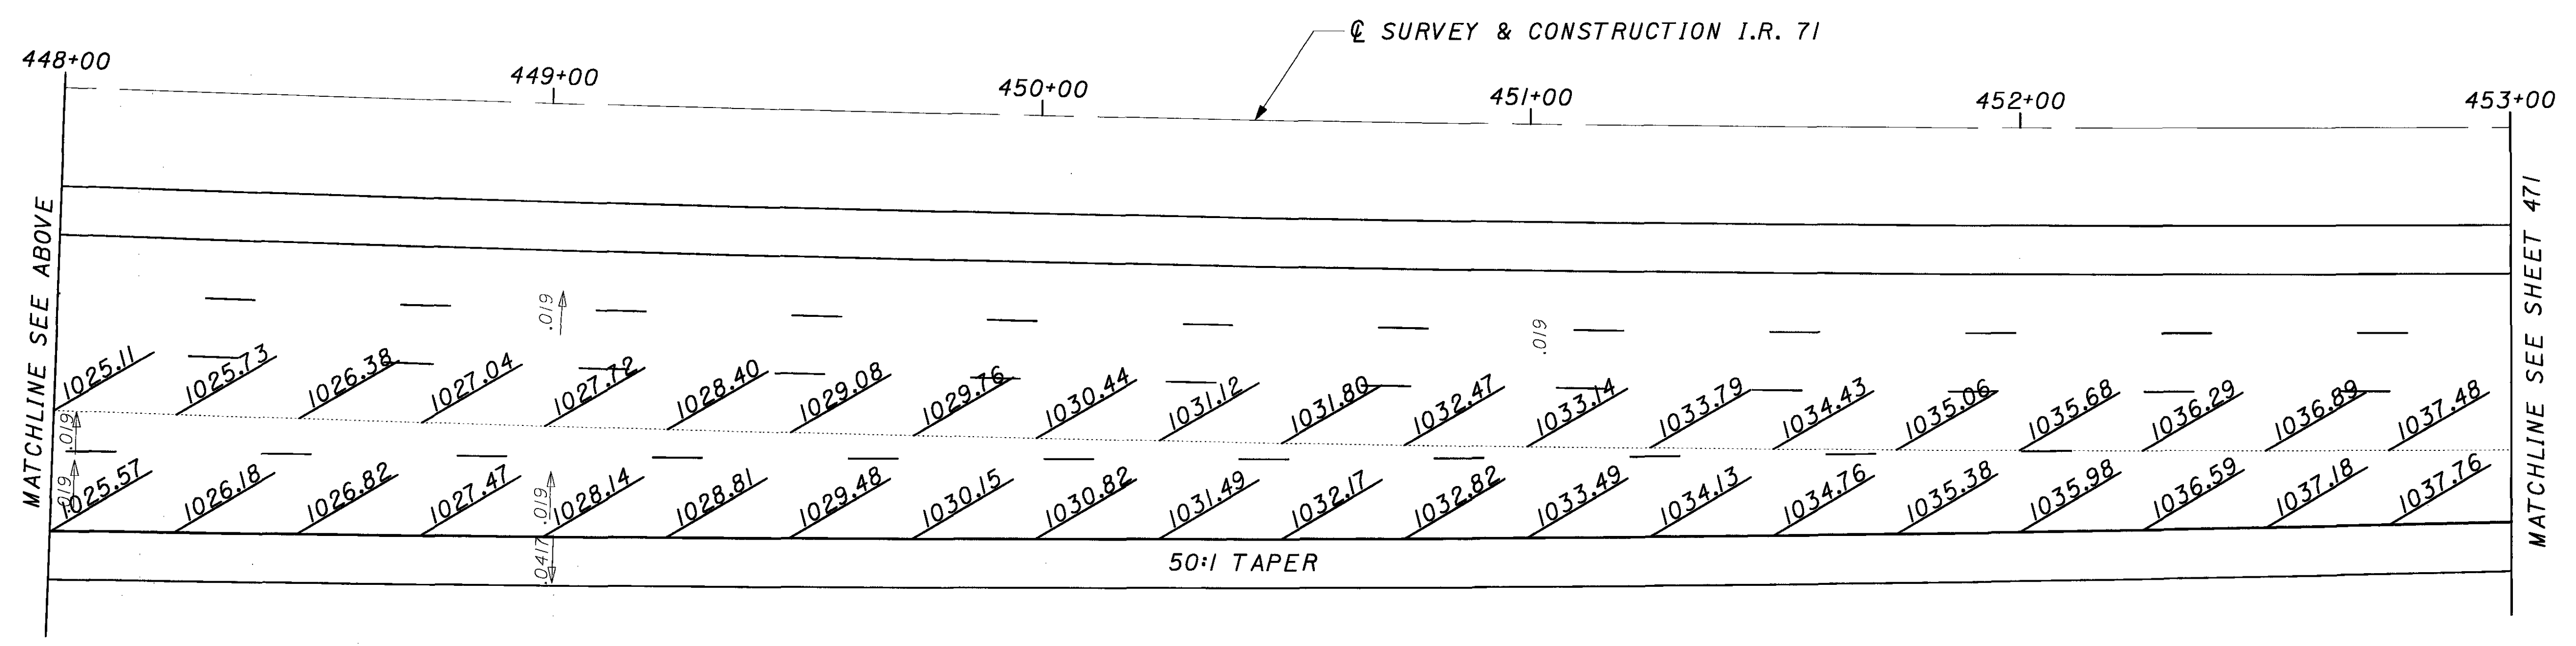 ℄ SURVEY & CONSTRUCTION I.R. 71
448+00 449+00 450+00 451+00 452+00 453+00
MATCHLINE SEE ABOVE
MATCHLINE SEE SHEET 471
.019 .019
1025.11 1025.73 1026.38 1027.04 1027.72 1028.40 1029.08 1029.76 1030.44 1031.12 1031.80 1032.47 1033.14 1033.79 1034.43 1035.06 1035.68 1036.29 1036.89 1037.48
.019
.019 .019
1025.57 1026.18 1026.82 1027.47 1028.14 1028.81 1029.48 1030.15 1030.82 1031.49 1032.17 1032.82 1033.49 1034.13 1034.76 1035.38 1035.98 1036.59 1037.18 1037.76
.0417
50:1 TAPER